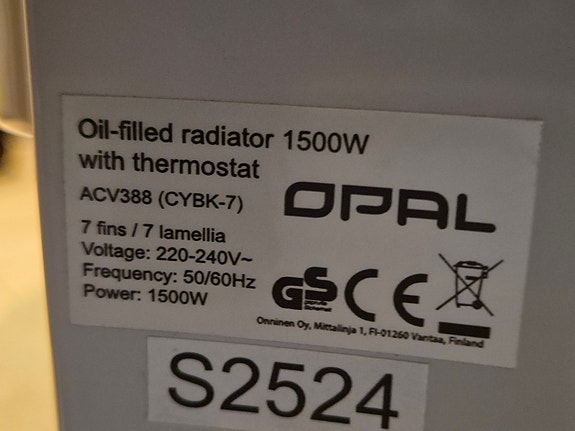 Oil-filled radiator 1500W
with thermostat
ACV388 (CYBK-7)
OPAL
7 fins / 7 lamellia
Voltage: 220-240V~
Frequency: 50/60Hz
Power: 1500W
GS CE
Onninen Oy, Mittalinja 1, FI-01260 Vantaa, Finland
S2524